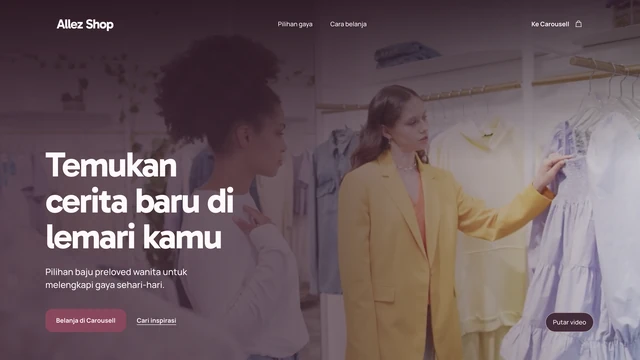 Allez Shop
Pilihan gaya
Cara belanja
Ke Carousell
Temukan
cerita baru di
lemari kamu
Pilihan baju preloved wanita untuk
melengkapi gaya sehari-hari.
Belanja di Carousell
Cari inspirasi
Putar video